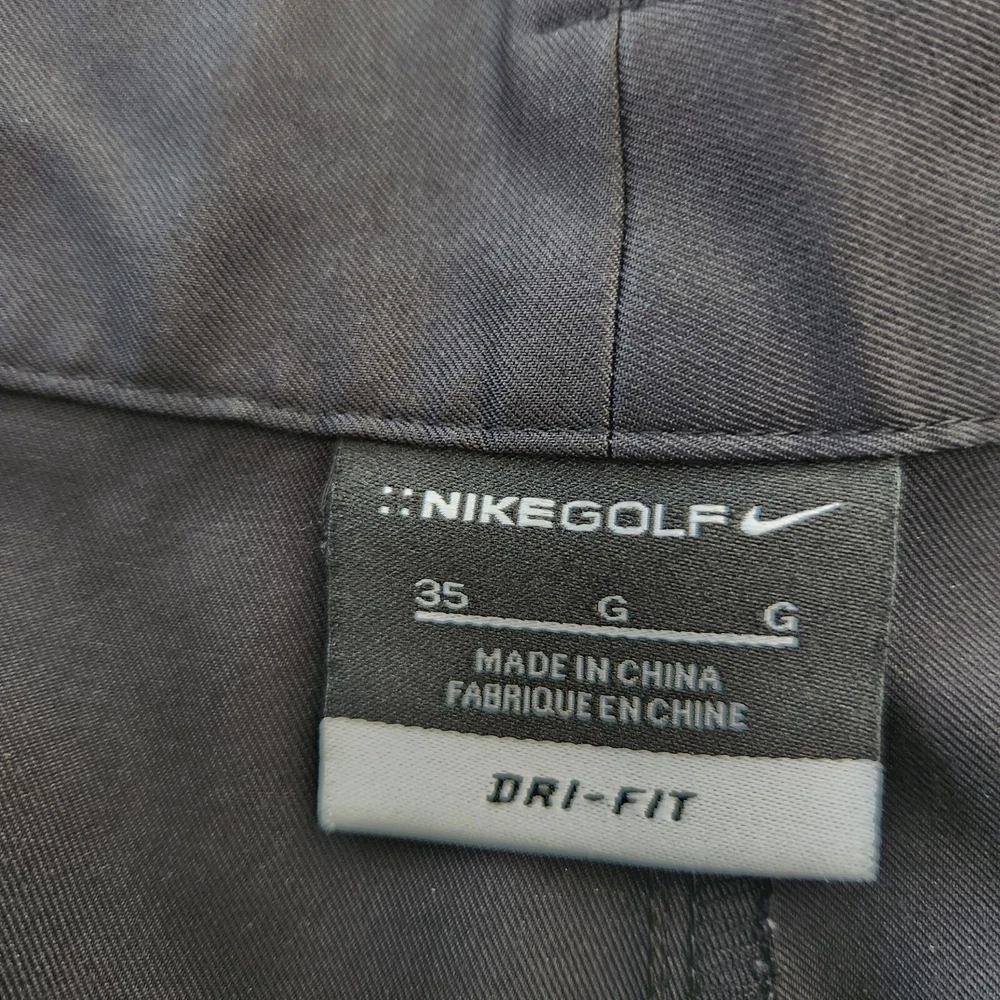 ::NIKEGOLF
35 G G
MADE IN CHINA
FABRIQUE EN CHINE
DRI-FIT